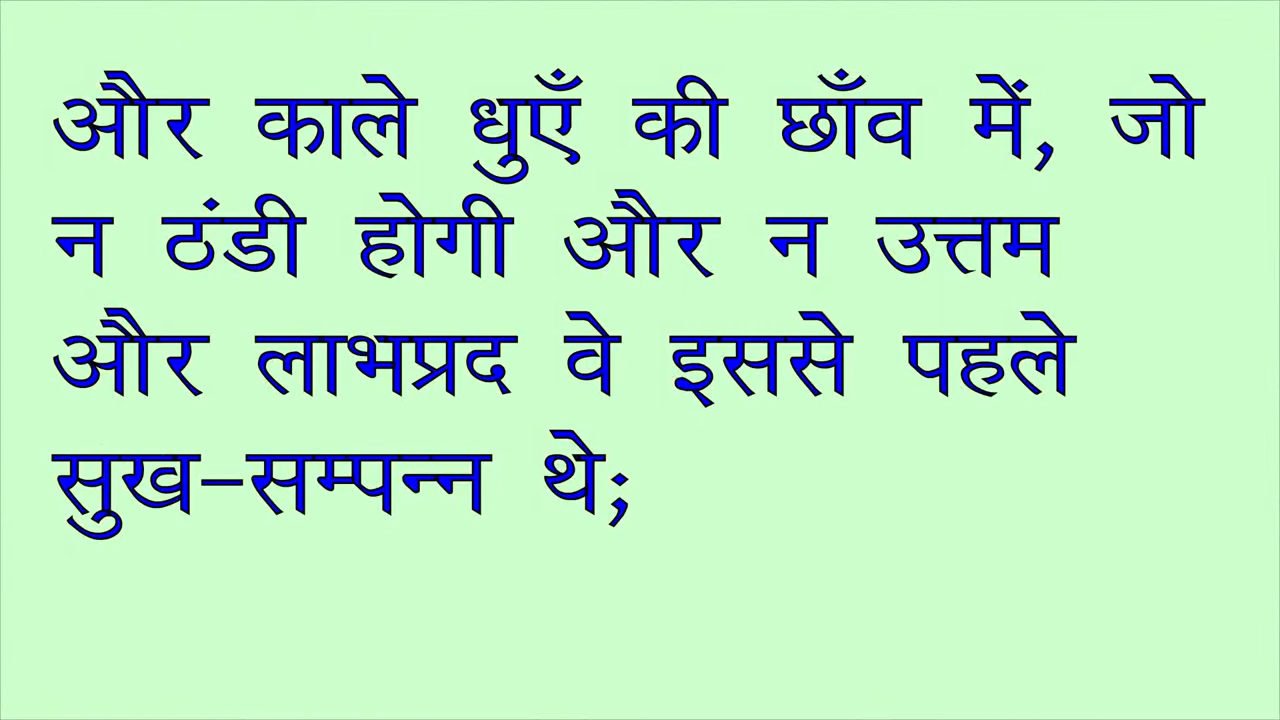 और काले धुएँ की छाँव में, जो
न ठंडी होगी और न उत्तम
और लाभप्रद वे इससे पहले
सुख-सम्पन्न थे;